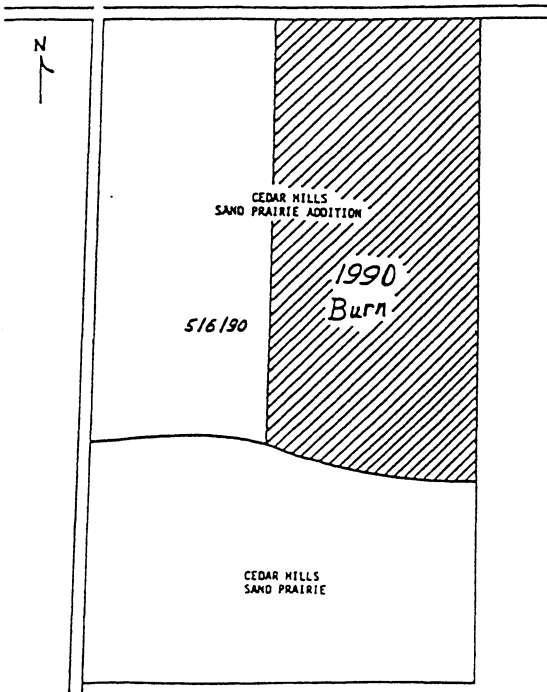 N
CEDAR HILLS
SAND PRAIRIE ADDITION
1990
Burn
5/6/90
CEDAR HILLS
SAND PRAIRIE